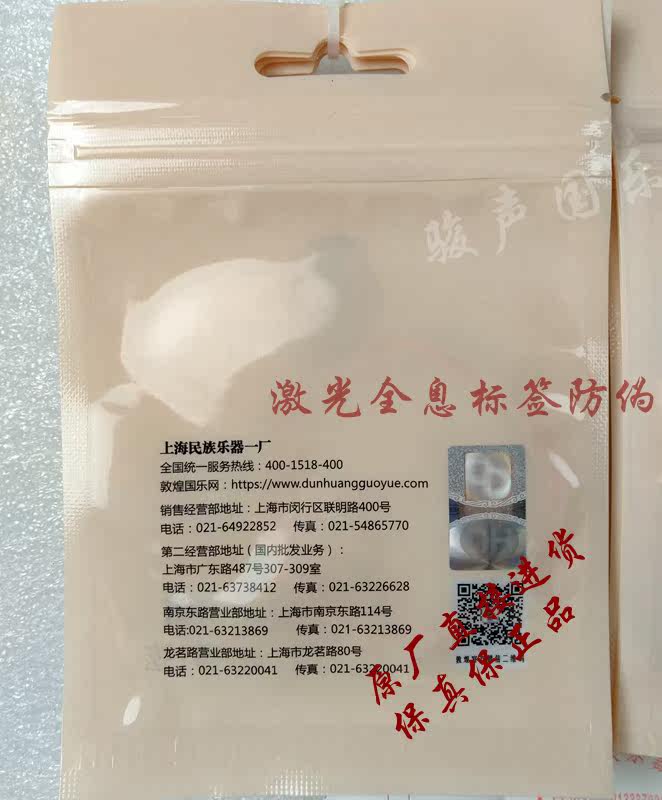 骏声国乐
激光全息标签防伪
上海民族乐器一厂
全国统一服务热线：400-1518-400
敦煌国乐网：https://www.dunhuangguoyue.com
销售经营部地址：上海市闵行区联明路400号
电话：021-64922852 传真：021-54865770
第二经营部地址（国内批发业务）：
上海市广东路487号307-309室
电话：021-63738412 传真：021-63226628
南京东路营业部地址：上海市南京东路114号
电话:021-63213869 传真：021-63213869
龙茗路营业部地址：上海市龙茗路80号
电话：021-63220041 传真：021-63220041
原厂直接进货
保真保正品